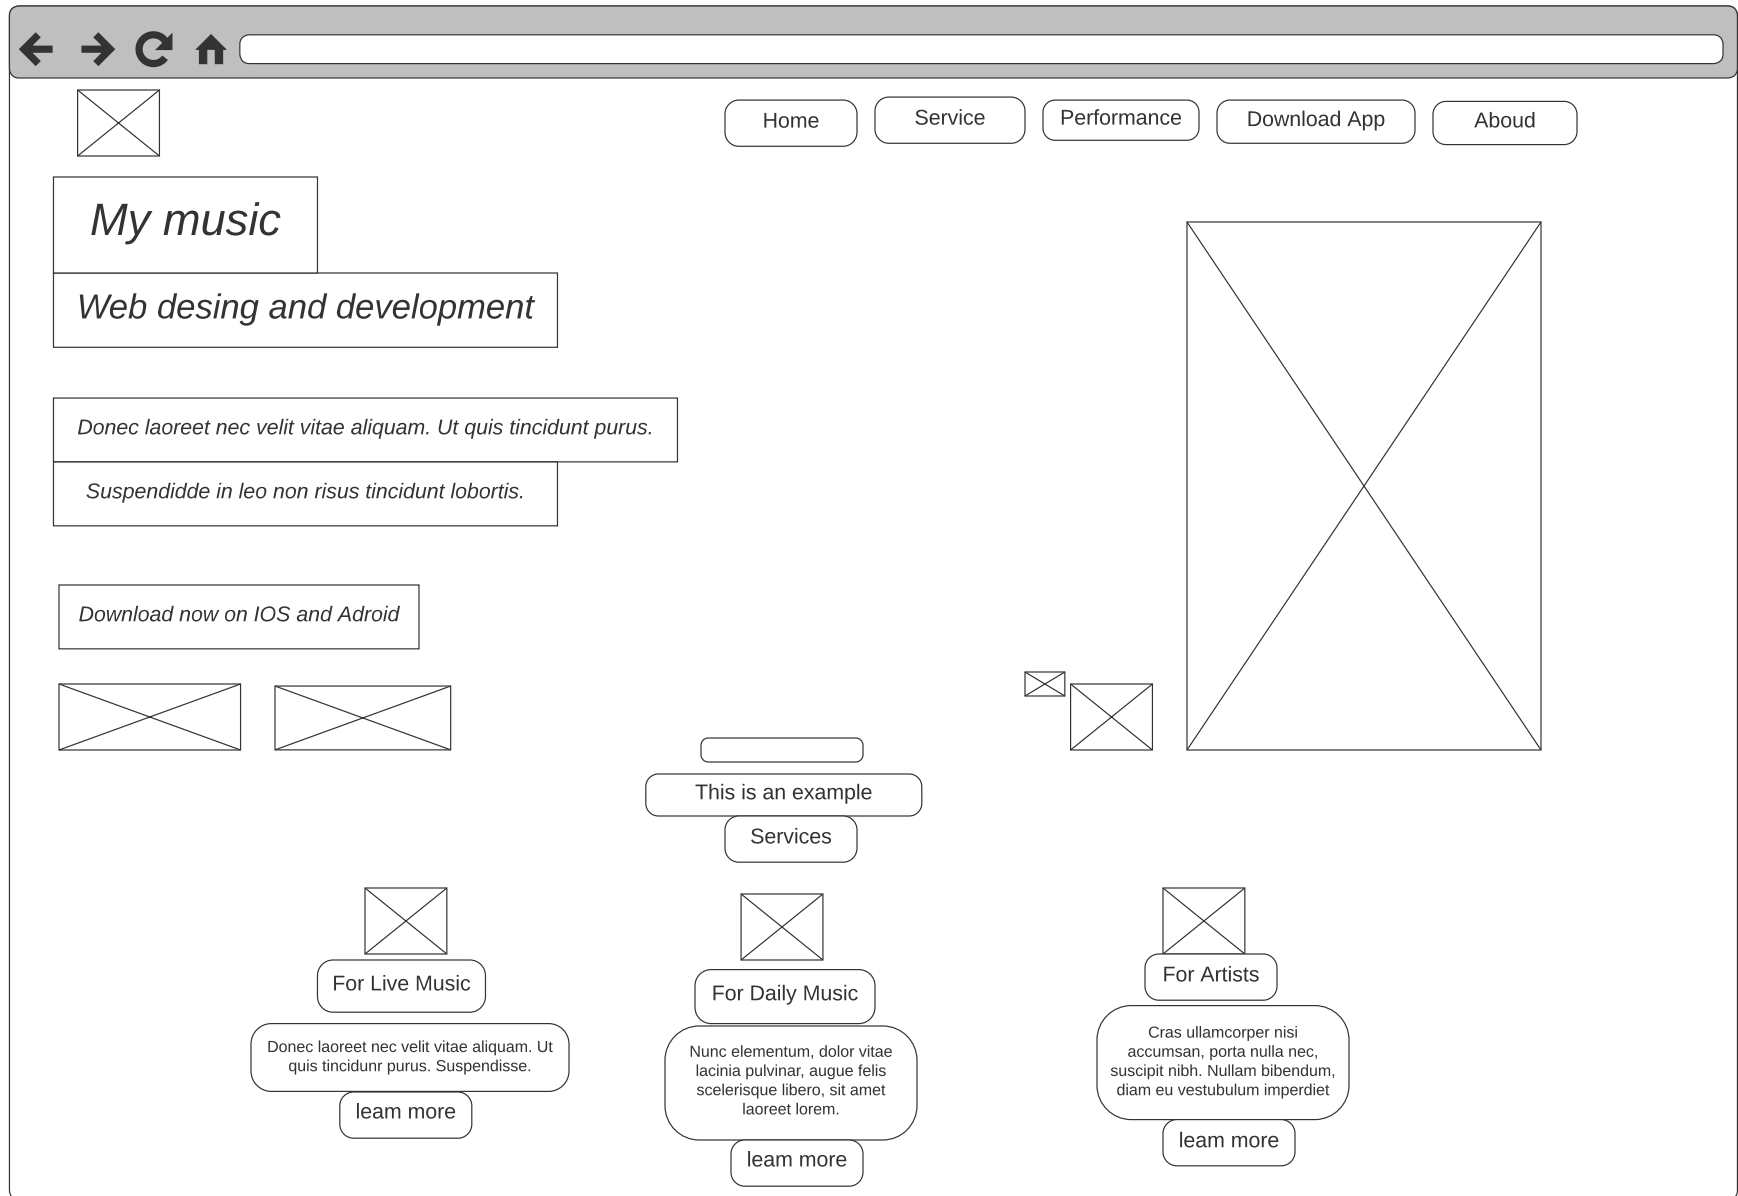 Home
Service
Performance
Download App
Aboud
My music
Web desing and development
Donec laoreet nec velit vitae aliquam. Ut quis tincidunt purus.
Suspendidde in leo non risus tincidunt lobortis.
Download now on IOS and Adroid
This is an example
Services
For Live Music
Donec laoreet nec velit vitae aliquam. Ut
quis tincidunr purus. Suspendisse.
leam more
For Daily Music
Nunc elementum, dolor vitae
lacinia pulvinar, augue felis
scelerisque libero, sit amet
laoreet lorem.
leam more
For Artists
Cras ullamcorper nisi
accumsan, porta nulla nec,
suscipit nibh. Nullam bibendum,
diam eu vestubulum imperdiet
leam more